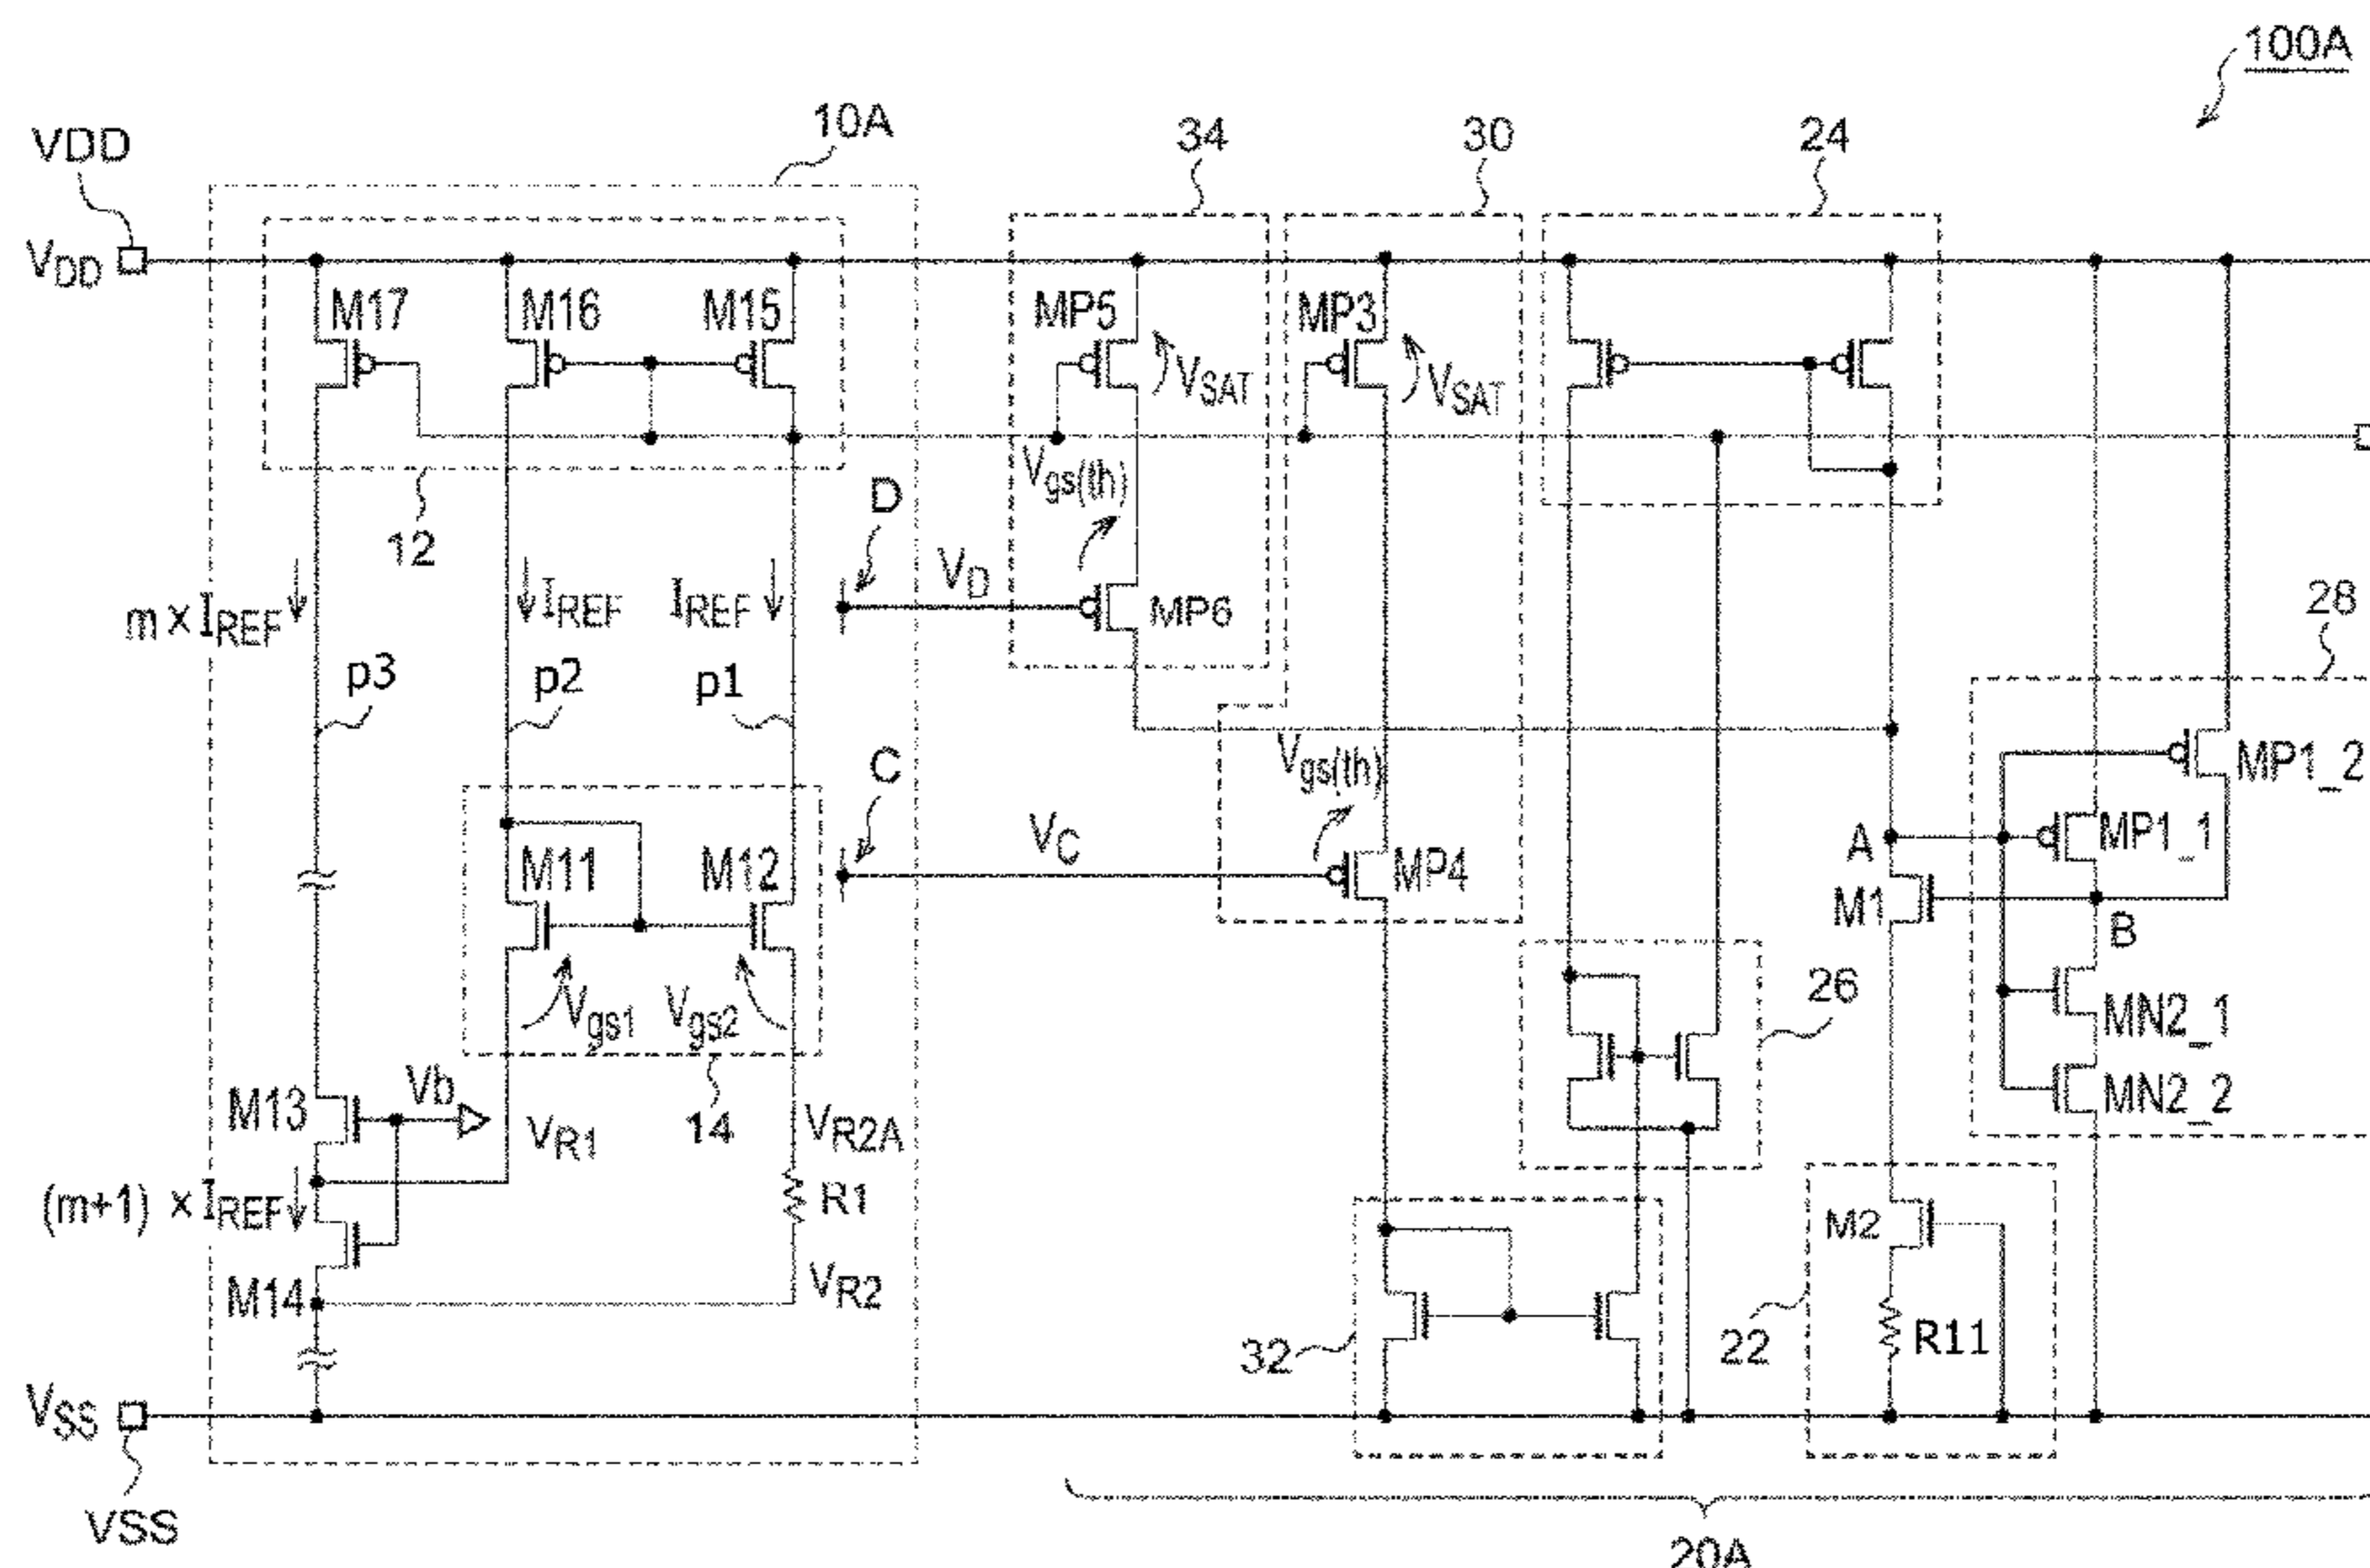 100A
10A
34
30
24
VDD
VDD
M17
M16
M15
MP5
MP3
VSAT
VSAT
Vgs(th)
12
D
VD
MP6
28
m×IREF
IREF
IREF
p3
p2
p1
Vgs(th)
MP1_2
C
VC
M11
M12
MP4
A
MP1_1
M1
B
Vgs1
Vgs2
26
MN2_1
MN2_2
M13
Vb
VR1
14
VR2A
R1
(m+1) ×IREF
M2
M14
VR2
32
22
R11
VSS
VSS
20A